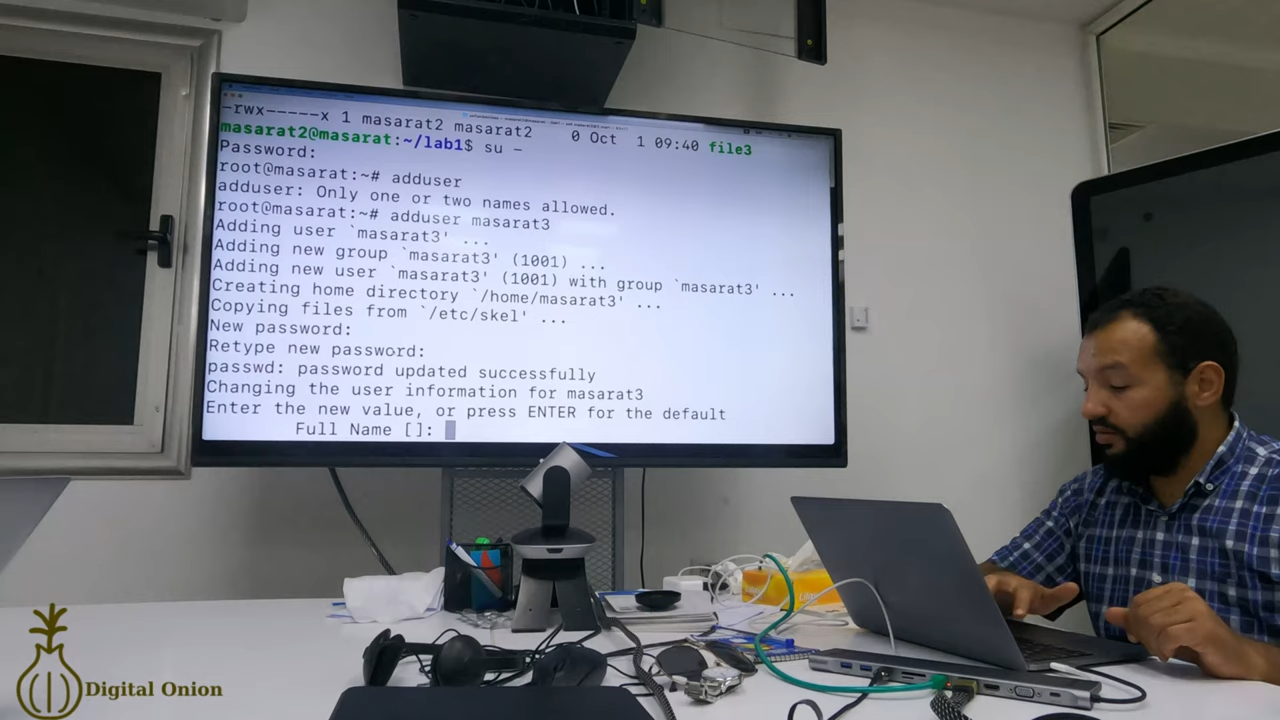 -rwx-----x 1 masarat2 masarat2    0 Oct  1 09:40 file3
masarat2@masarat:~/lab1$ su -
Password:
root@masarat:~# adduser
adduser: Only one or two names allowed.
root@masarat:~# adduser masarat3
Adding user `masarat3' ...
Adding new group `masarat3' (1001) ...
Adding new user `masarat3' (1001) with group `masarat3' ...
Creating home directory `/home/masarat3' ...
Copying files from `/etc/skel' ...
New password:
Retype new password:
passwd: password updated successfully
Changing the user information for masarat3
Enter the new value, or press ENTER for the default
Full Name []:
Digital Onion